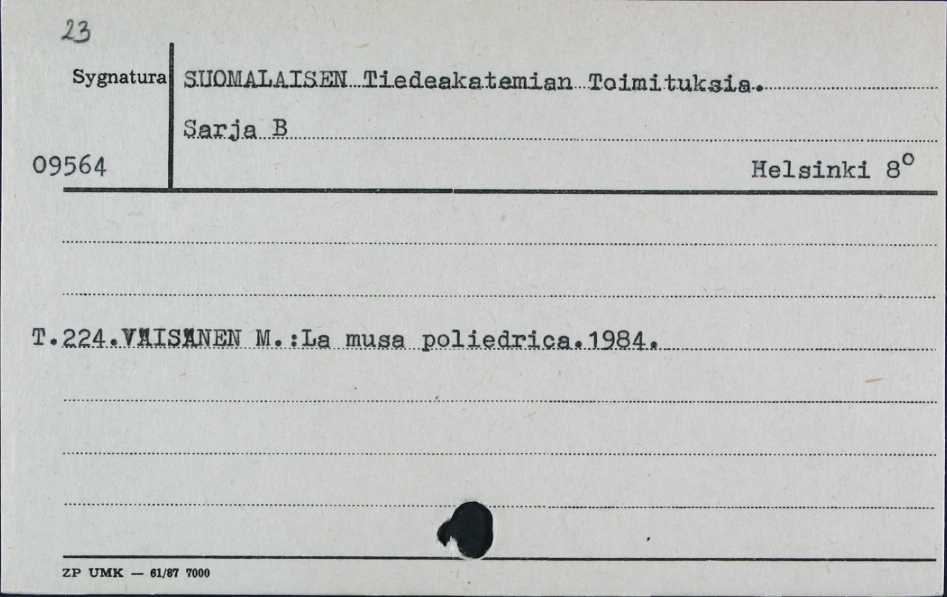 23
Sygnatura SUOMALAISEN Tiedeakatemian Toimituksia.
Sarja B
09564 Helsinki 8°
T.224.VÄISÄNEN M.:La musa poliedrica.1984.
ZP UMK — 61/87 7000